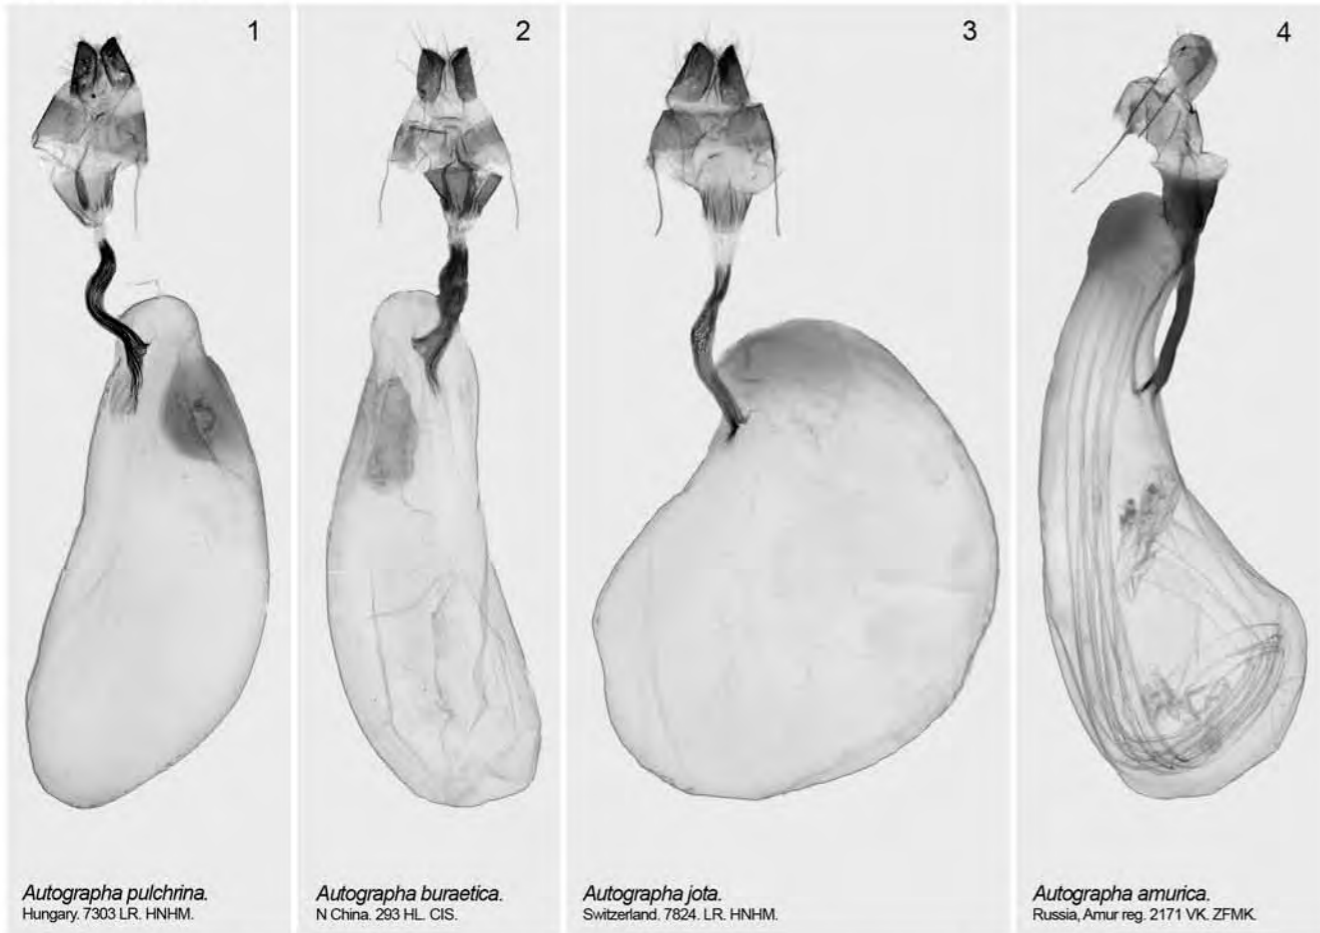 1
2
3
4
Autographa pulchrina.
Hungary. 7303 LR. HNHM.
Autographa buraetica.
N China. 293 HL. CIS.
Autographa jota.
Switzerland. 7824. LR. HNHM.
Autographa amurica.
Russia, Amur reg. 2171 VK. ZFMK.